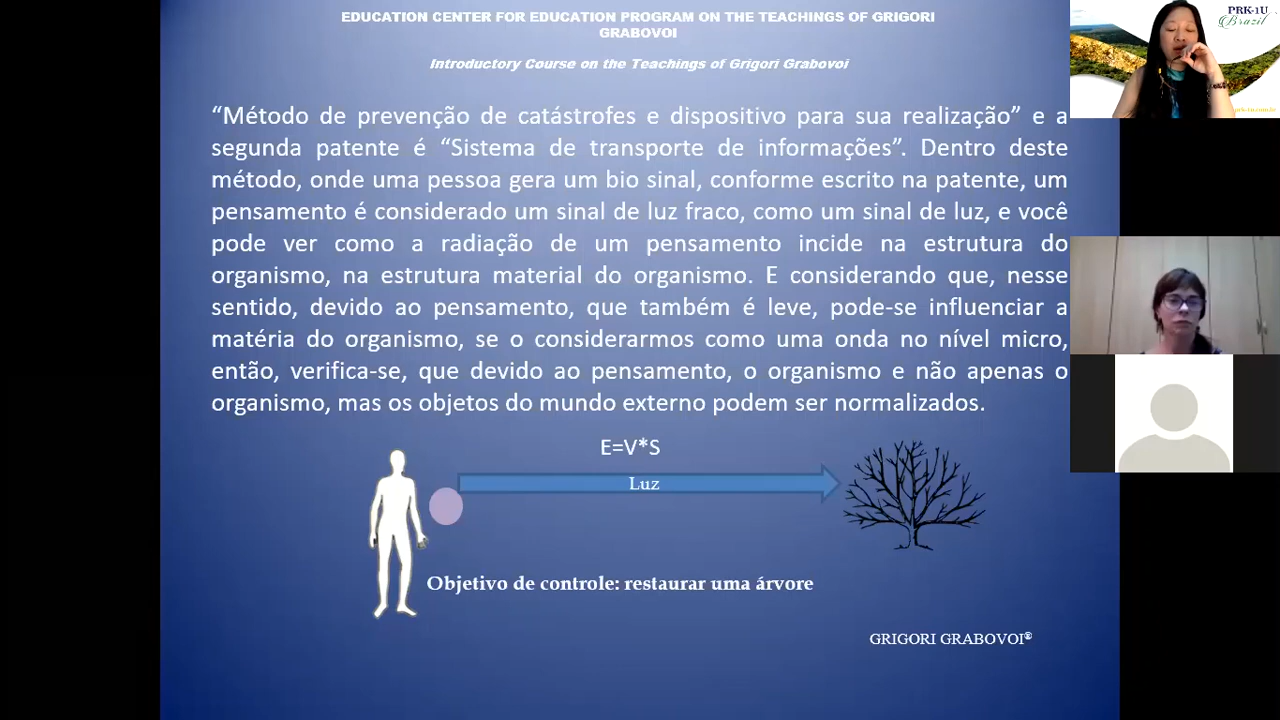 EDUCATION CENTER FOR EDUCATION PROGRAM ON THE TEACHINGS OF GRIGORI
GRABOVOI
Introductory Course on the Teachings of Grigori Grabovoi
“Método de prevenção de catástrofes e dispositivo para sua realização” e a
segunda patente é “Sistema de transporte de informações”. Dentro deste
método, onde uma pessoa gera um bio sinal, conforme escrito na patente, um
pensamento é considerado um sinal de luz fraco, como um sinal de luz, e você
pode ver como a radiação de um pensamento incide na estrutura do
organismo, na estrutura material do organismo. E considerando que, nesse
sentido, devido ao pensamento, que também é leve, pode-se influenciar a
matéria do organismo, se o considerarmos como uma onda no nível micro,
então, verifica-se, que devido ao pensamento, o organismo e não apenas o
organismo, mas os objetos do mundo externo podem ser normalizados.
E=V*S
Luz
Objetivo de controle: restaurar uma árvore
GRIGORI GRABOVOI®
PRK-1U
Brazil